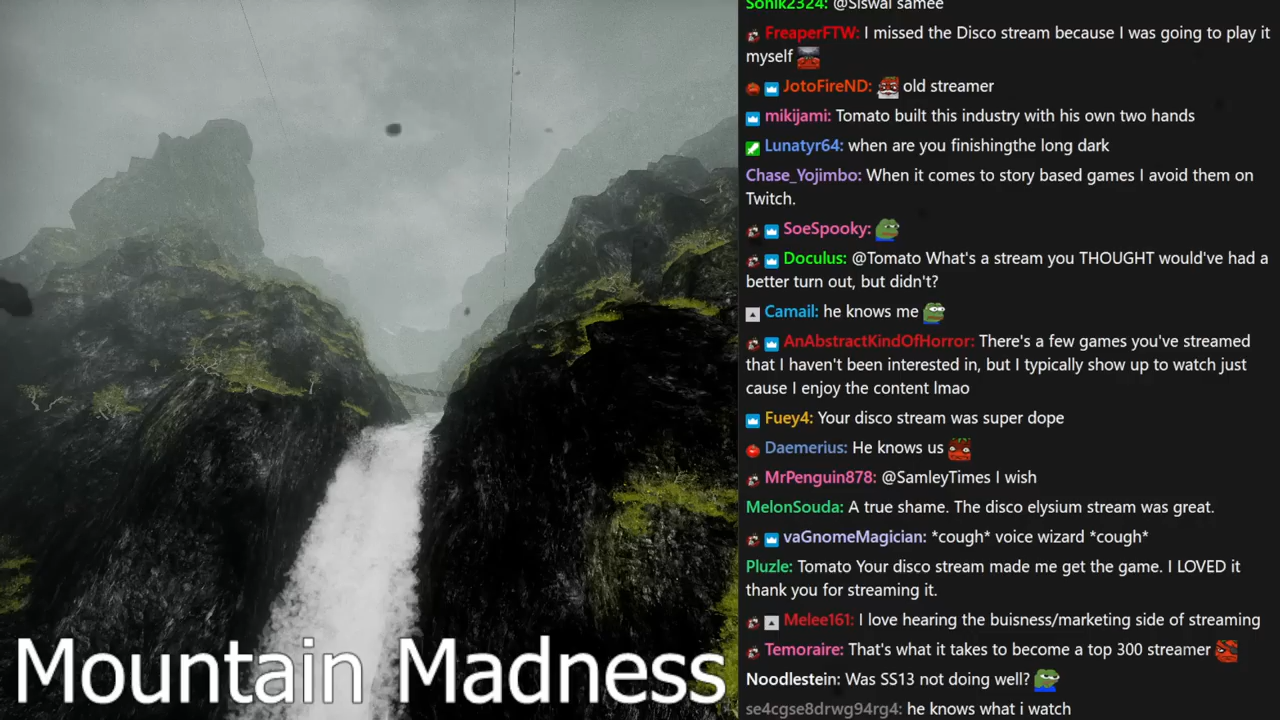 Sonik2324: @Siswal samee
FreaperFTW: I missed the Disco stream because I was going to play it
myself
JotoFireND: old streamer
mikijami: Tomato built this industry with his own two hands
Lunatyr64: when are you finishingthe long dark
Chase_Yojimbo: When it comes to story based games I avoid them on
Twitch.
SoeSpooky:
Doculus: @Tomato What's a stream you THOUGHT would've had a
better turn out, but didn't?
Camail: he knows me
AnAbstractKindOfHorror: There's a few games you've streamed
that I haven't been interested in, but I typically show up to watch just
cause I enjoy the content lmao
Fuey4: Your disco stream was super dope
Daemerius: He knows us
MrPenguin878: @SamleyTimes I wish
MelonSouda: A true shame. The disco elysium stream was great.
vaGnomeMagician: *cough* voice wizard *cough*
Pluzle: Tomato Your disco stream made me get the game. I LOVED it
thank you for streaming it.
Melee161: I love hearing the buisness/marketing side of streaming
Temoraire: That's what it takes to become a top 300 streamer
Noodlestein: Was SS13 not doing well?
se4cgse8drwg94rg4: he knows what i watch
Mountain Madness